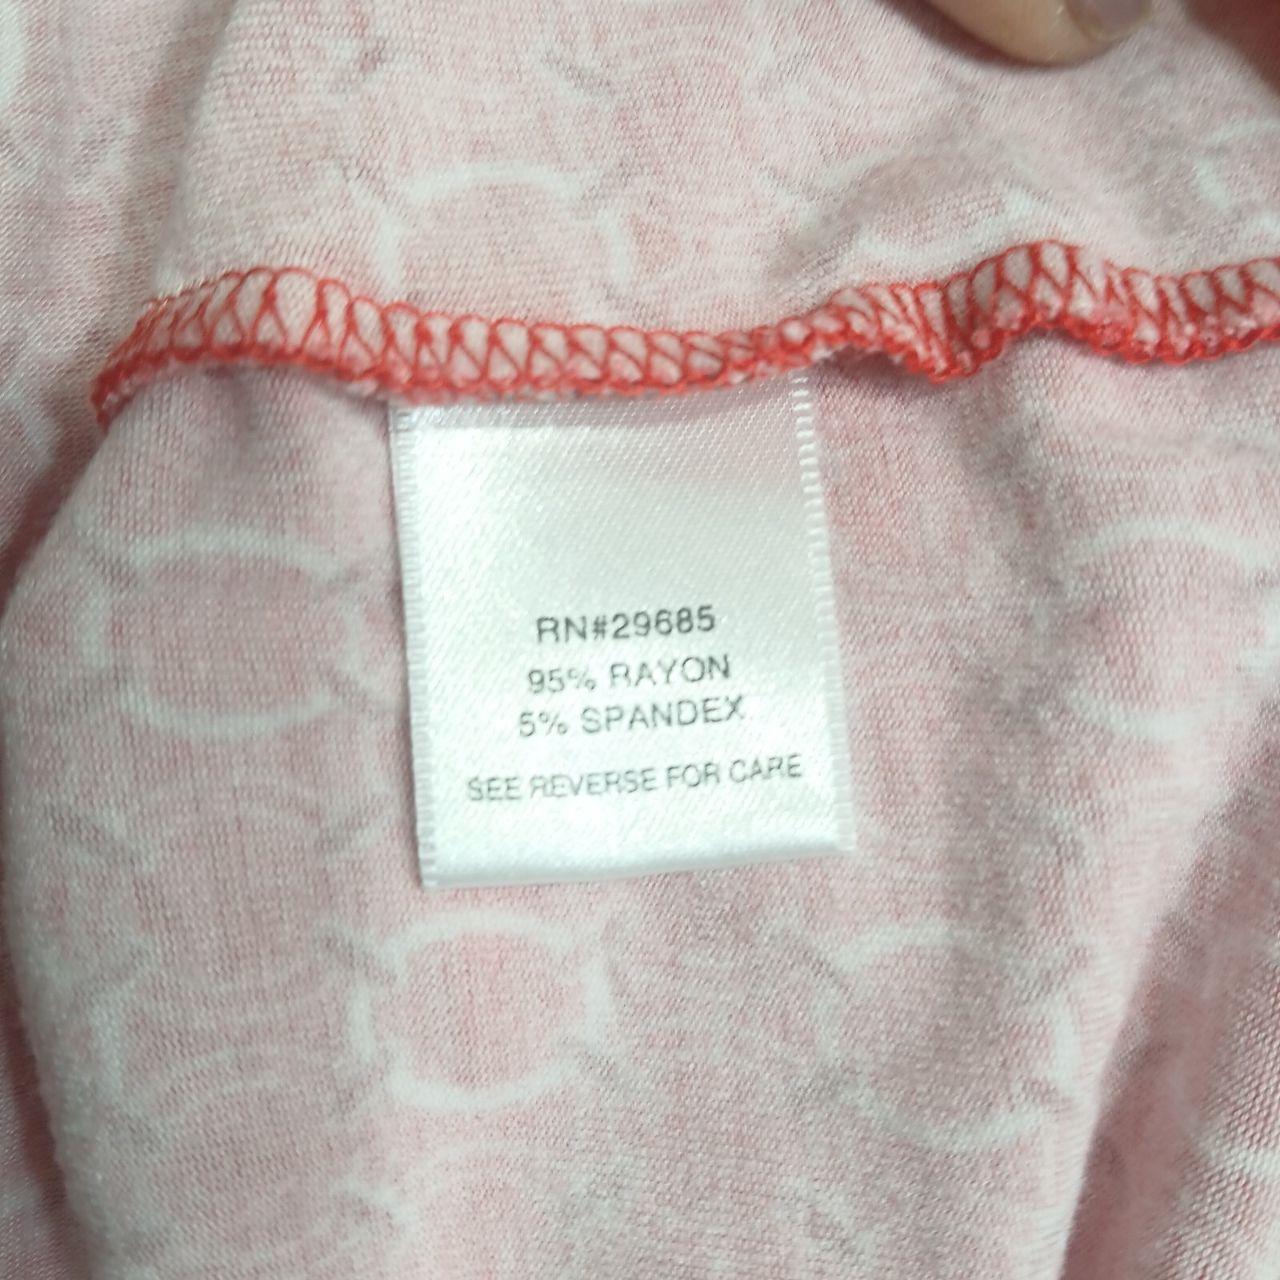 RN#29685
95% RAYON
5% SPANDEX
SEE REVERSE FOR CARE